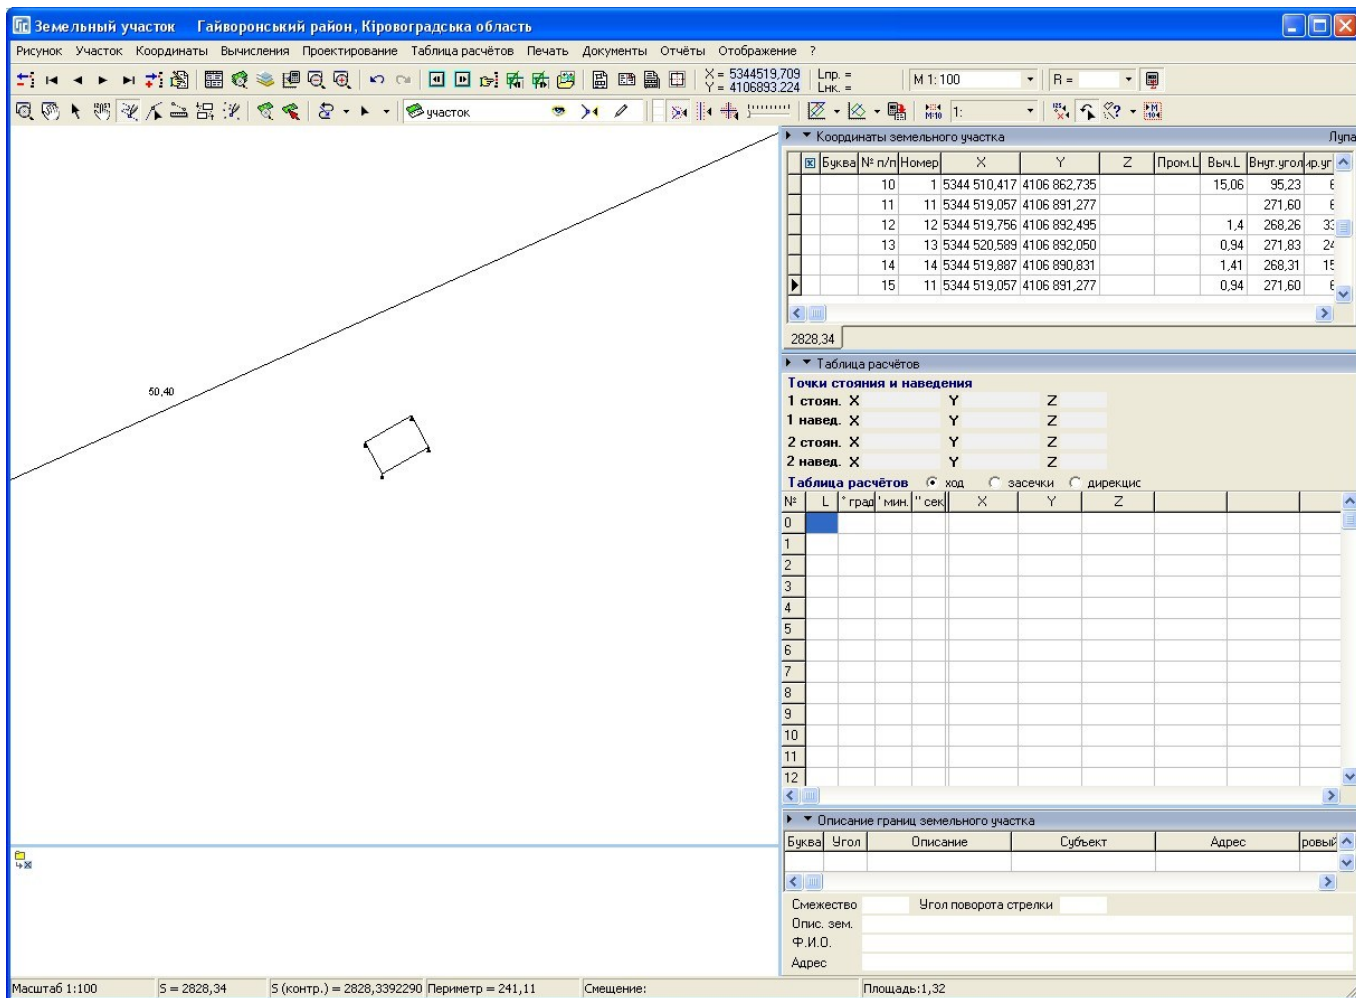 Земельный участок Гайворонський район, Кіровоградська область
Рисунок Участок Координаты Вычисления Проектирование Таблица расчётов Печать Документы Отчёты Отображение ?
X = 5344519,709 Lпр. = М 1:100 R =
Y = 4106893.224 Lнк. =
участок 1:
50,40
Координаты земельного участка Лупа
Буква № п/п Номер X Y Z Пром.L Выч.L Внут.угол ир.уг
10 1 5344 510,417 4106 862,735 15,06 95,23 6
11 11 5344 519,057 4106 891,277 271,60 6
12 12 5344 519,756 4106 892,495 1,4 268,26 33
13 13 5344 520,589 4106 892,050 0,94 271,83 24
14 14 5344 519,887 4106 890,831 1,41 268,31 15
15 11 5344 519,057 4106 891,277 0,94 271,60 6
2828,34
Таблица расчётов
Точки стояния и наведения
1 стоян. X Y Z
1 навед. X Y Z
2 стоян. X Y Z
2 навед. X Y Z
Таблица расчётов ход засечки дирекцис
№ L ° град ' мин. '' сек X Y Z
0
1
2
3
4
5
6
7
8
9
10
11
12
Описание границ земельного участка
Буква Угол Описание Субъект Адрес ровый
Смежество Угол поворота стрелки
Опис. зем.
Ф.И.О.
Адрес
Масштаб 1:100 S = 2828,34 S (контр.) = 2828,3392290 Периметр = 241,11 Смещение: Площадь:1,32